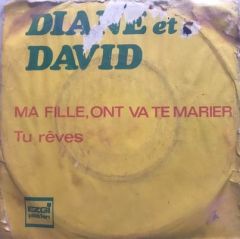 DIANE et
DAVID
MA FILLE, ONT VA TE MARIER
Tu rêves